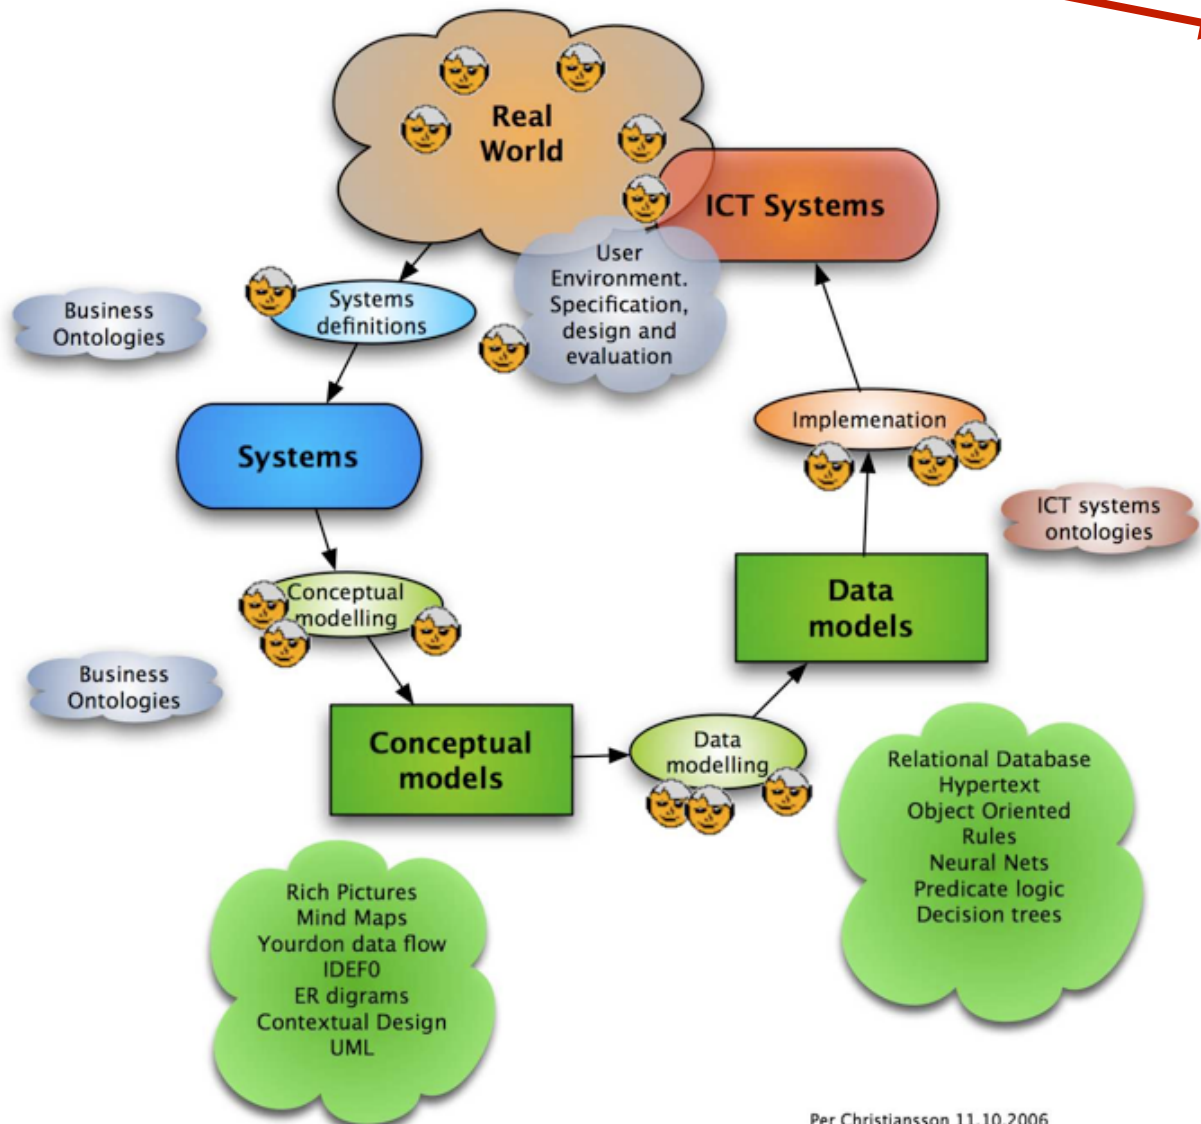 Real
World
ICT Systems
User
Environment.
Specification,
design and
evaluation
Systems
definitions
Business
Ontologies
Systems
Conceptual
modelling
Business
Ontologies
Conceptual
models
Data
modelling
Data
models
Implemenation
ICT systems
ontologies
Rich Pictures
Mind Maps
Yourdon data flow
IDEF0
ER digrams
Contextual Design
UML
Relational Database
Hypertext
Object Oriented
Rules
Neural Nets
Predicate logic
Decision trees
Per Christiansson 11.10.2006